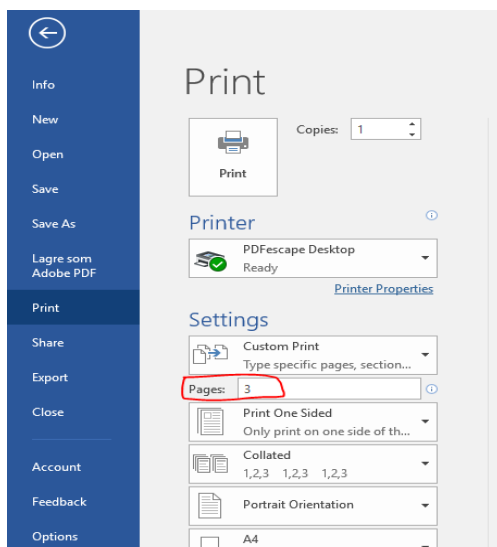 Info
New
Open
Save
Save As
Lagre som
Adobe PDF
Print
Share
Export
Close
Account
Feedback
Options
Print
Copies: 1
Print
Printer
PDFescape Desktop
Ready
Printer Properties
Settings
Custom Print
Type specific pages, section...
Pages: 3
Print One Sided
Only print on one side of th...
Collated
1,2,3 1,2,3 1,2,3
Portrait Orientation
A4